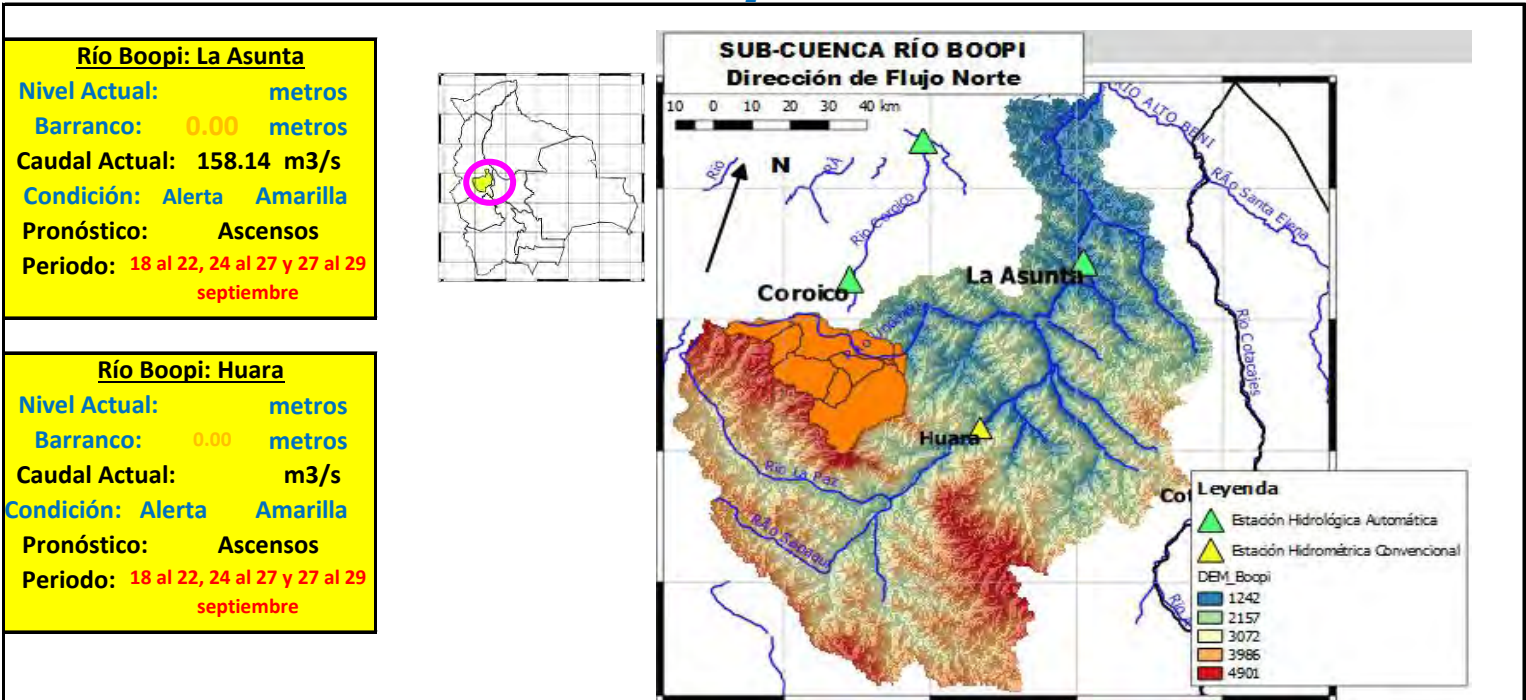 Río Boopi: La Asunta
Nivel Actual: metros
Barranco: 0.00 metros
Caudal Actual: 158.14 m3/s
Condición: Alerta Amarilla
Pronóstico: Ascensos
Periodo: 18 al 22, 24 al 27 y 27 al 29
septiembre
Río Boopi: Huara
Nivel Actual: metros
Barranco: 0.00 metros
Caudal Actual: m3/s
Condición: Alerta Amarilla
Pronóstico: Ascensos
Periodo: 18 al 22, 24 al 27 y 27 al 29
septiembre
SUB-CUENCA RÍO BOOPI
Dirección de Flujo Norte
10 0 10 20 30 40 km
N
Río
RÃ
Río Coroico
RÍO ALTO BENI
RÃo Santa Elena
Río Cotacajes
Coroico
La Asunta
Huara
Río La Paz
RÃo Sapaqui
Cot
Leyenda
Estación Hidrológica Automática
Estación Hidrométrica Convencional
DEM_Boopi
1242
2157
3072
3986
4901